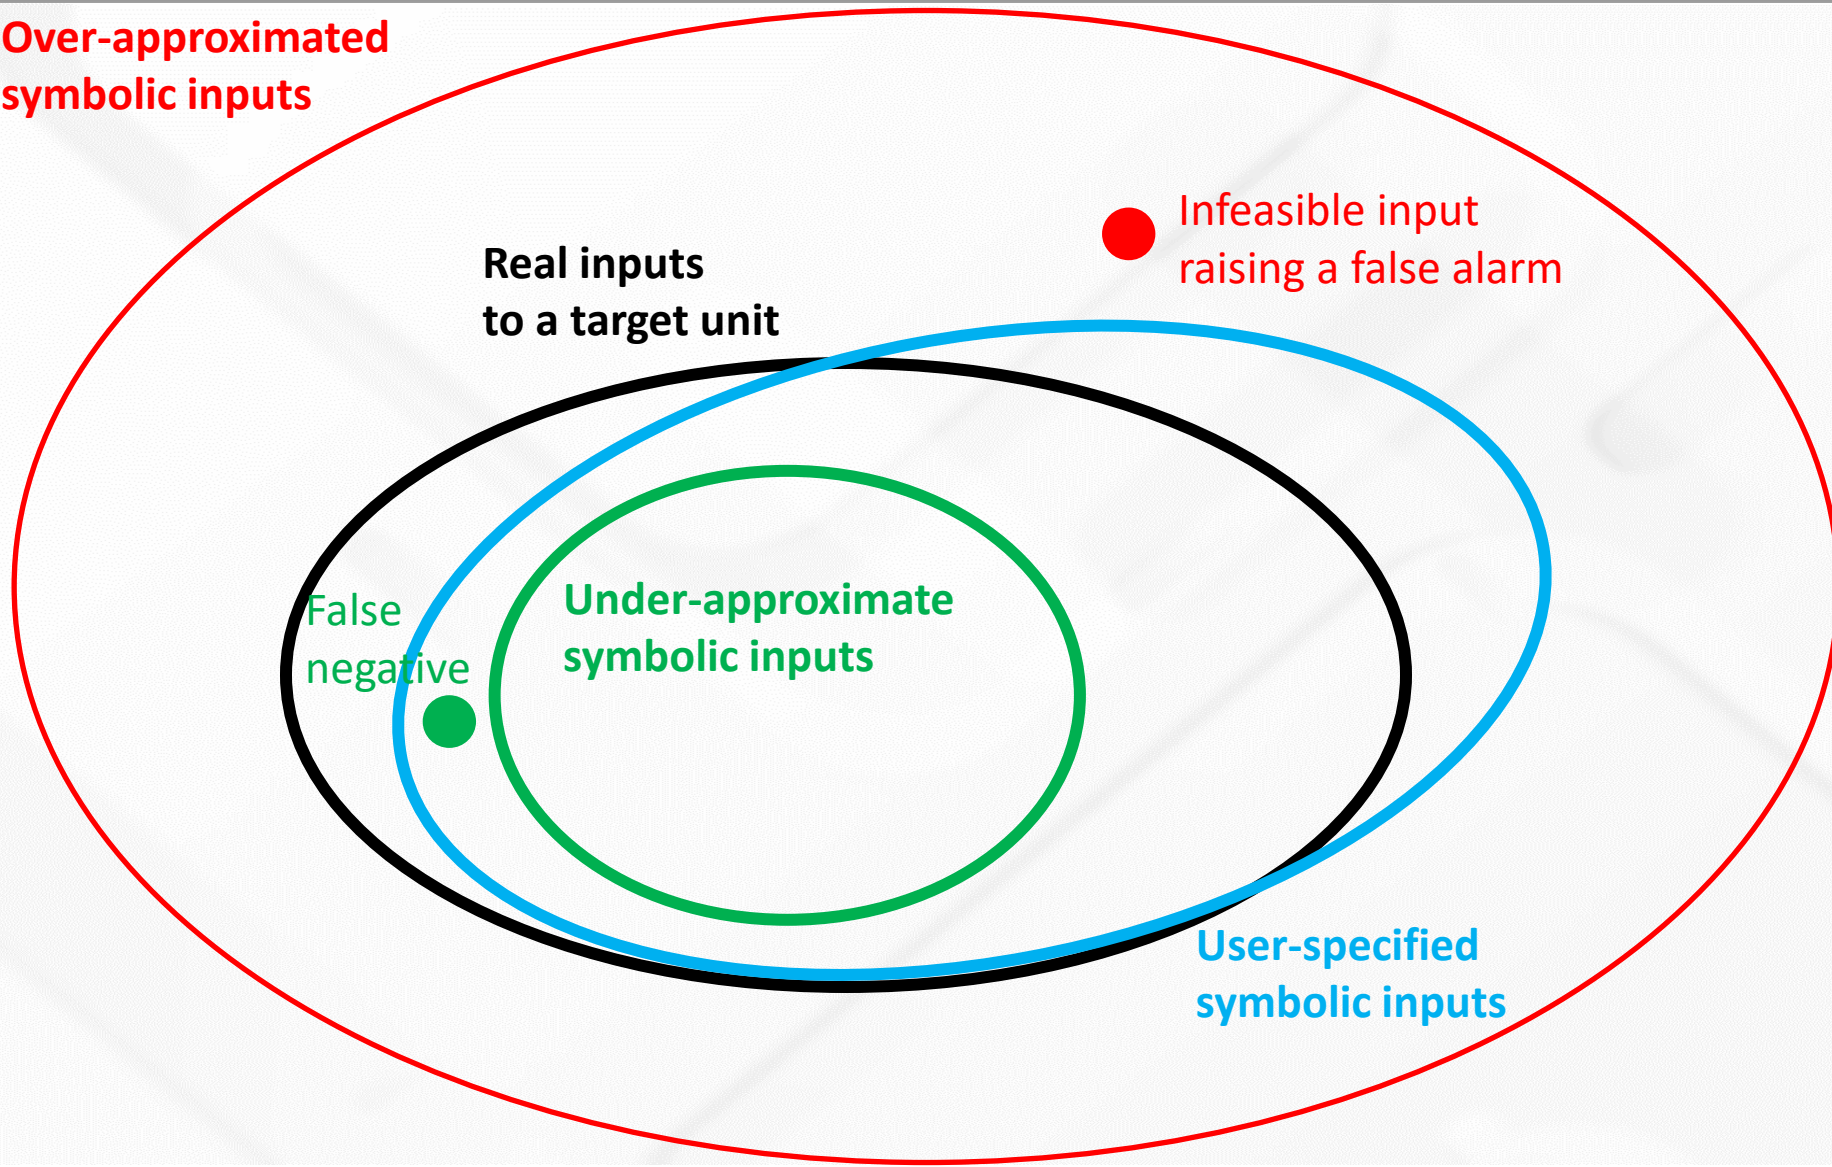 Over-approximated
symbolic inputs
Infeasible input
raising a false alarm
Real inputs
to a target unit
False
negative
Under-approximate
symbolic inputs
User-specified
symbolic inputs